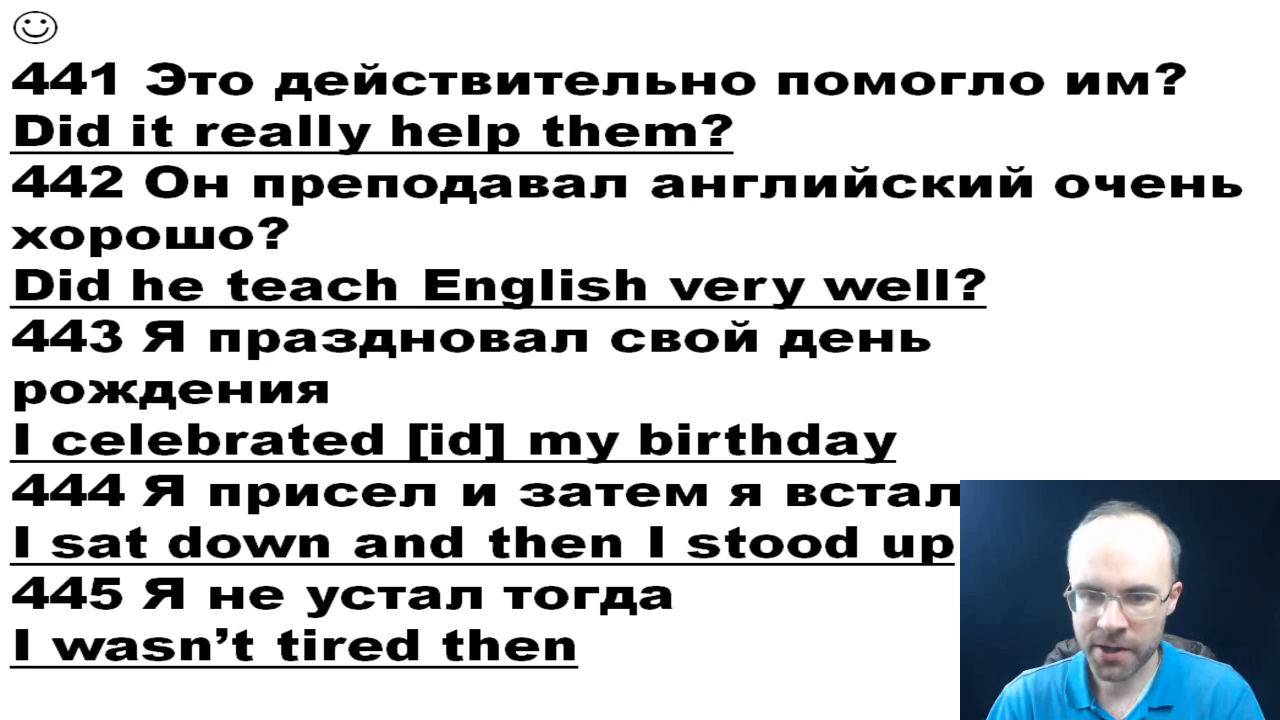 441 Это действительно помогло им?
Did it really help them?
442 Он преподавал английский очень
хорошо?
Did he teach English very well?
443 Я праздновал свой день
рождения
I celebrated [id] my birthday
444 Я присел и затем я встал
I sat down and then I stood up
445 Я не устал тогда
I wasn’t tired then